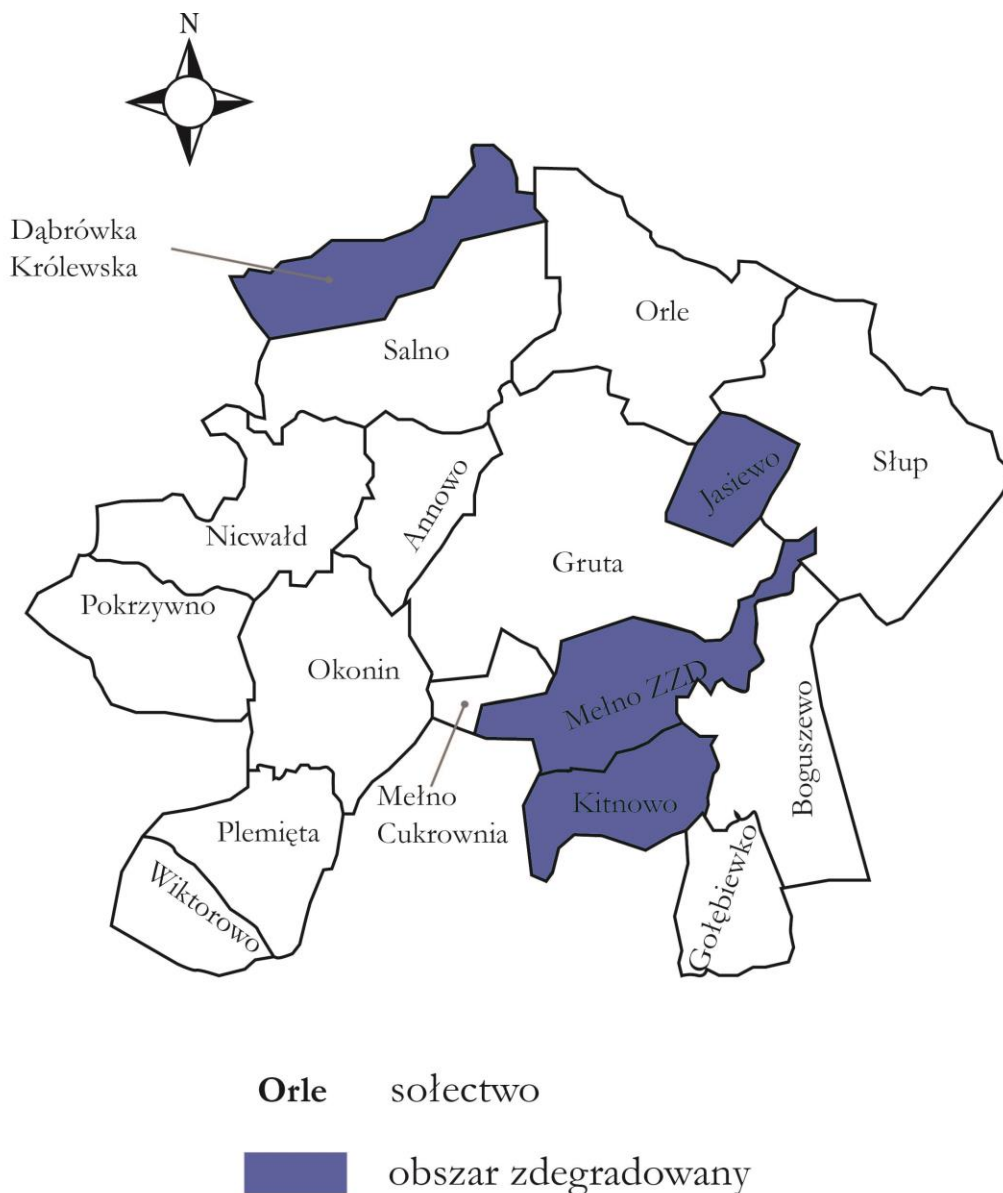 N
Dąbrówka
Królewska
Orle
Salno
Słup
Jasiewo
Annowo
Nicwałd
Gruta
Pokrzywno
Okonin
Mełno ZZD
Boguszewo
Mełno
Cukrownia
Kitnowo
Plemięta
Gołębiewko
Wiktorowo
Orle sołectwo
obszar zdegradowany